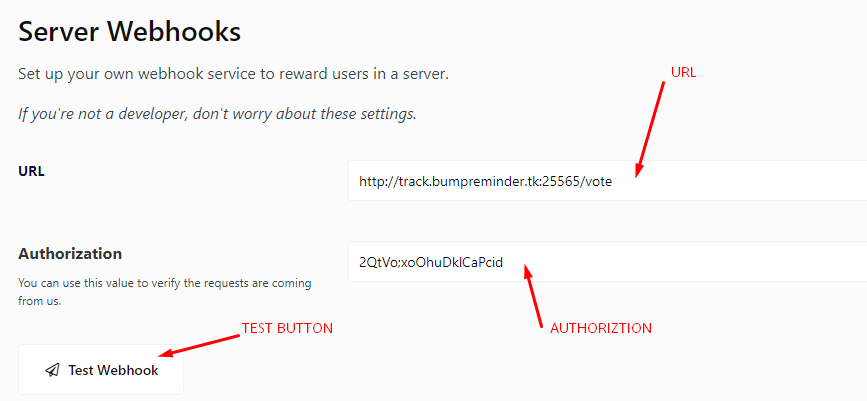 Server Webhooks
Set up your own webhook service to reward users in a server.
If you're not a developer, don't worry about these settings.
URL
URL
http://track.bumpreminder.tk:25565/vote
Authorization
2QtVo;xoOhuDklCaPcid
You can use this value to verify the requests are coming
from us.
TEST BUTTON
AUTHORIZTION
Test Webhook